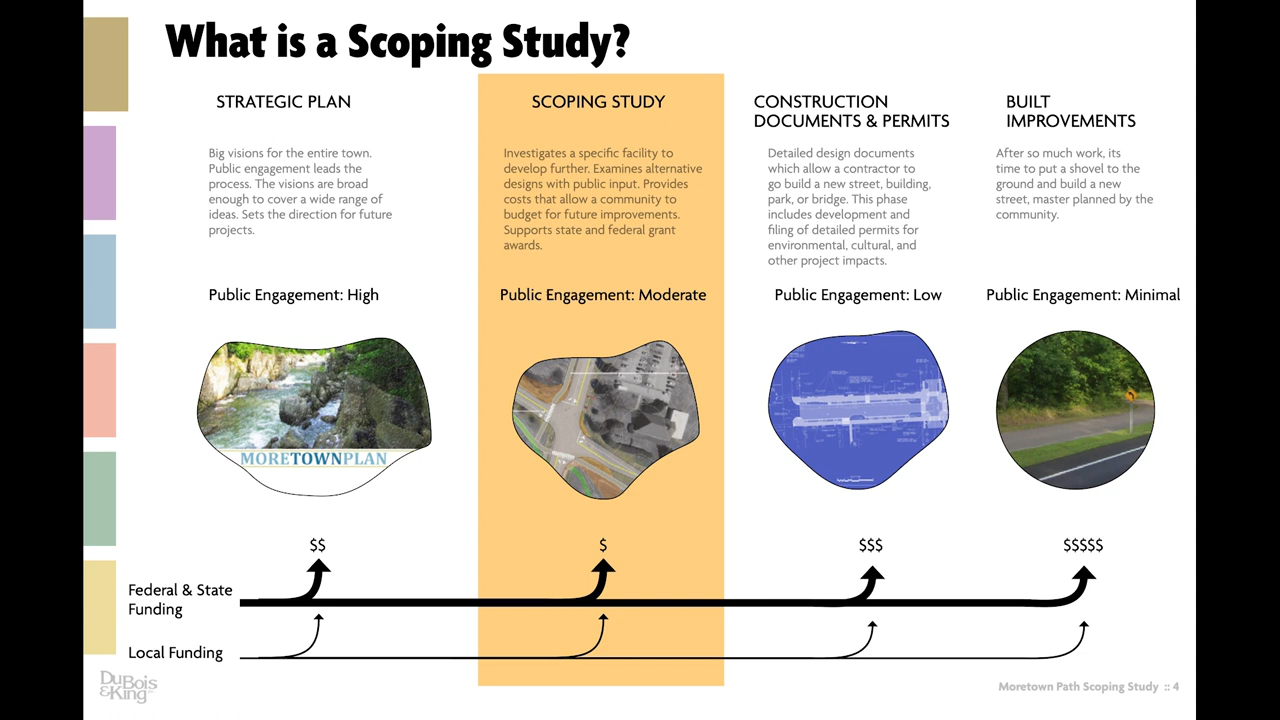 What is a Scoping Study?
STRATEGIC PLAN
Big visions for the entire town.
Public engagement leads the
process. The visions are broad
enough to cover a wide range of
ideas. Sets the direction for future
projects.
Public Engagement: High
MORETOWNPLAN
SCOPING STUDY
Investigates a specific facility to
develop further. Examines alternative
designs with public input. Provides
costs that allow a community to
budget for future improvements.
Supports state and federal grant
awards.
Public Engagement: Moderate
CONSTRUCTION
DOCUMENTS & PERMITS
Detailed design documents
which allow a contractor to
go build a new street, building,
park, or bridge. This phase
includes development and
filing of detailed permits for
environmental, cultural, and
other project impacts.
Public Engagement: Low
BUILT
IMPROVEMENTS
After so much work, its
time to put a shovel to the
ground and build a new
street, master planned by the
community.
Public Engagement: Minimal
$$
$
$$$
$$$$$
Federal & State
Funding
Local Funding
DuBois
&King
Moretown Path Scoping Study :: 4